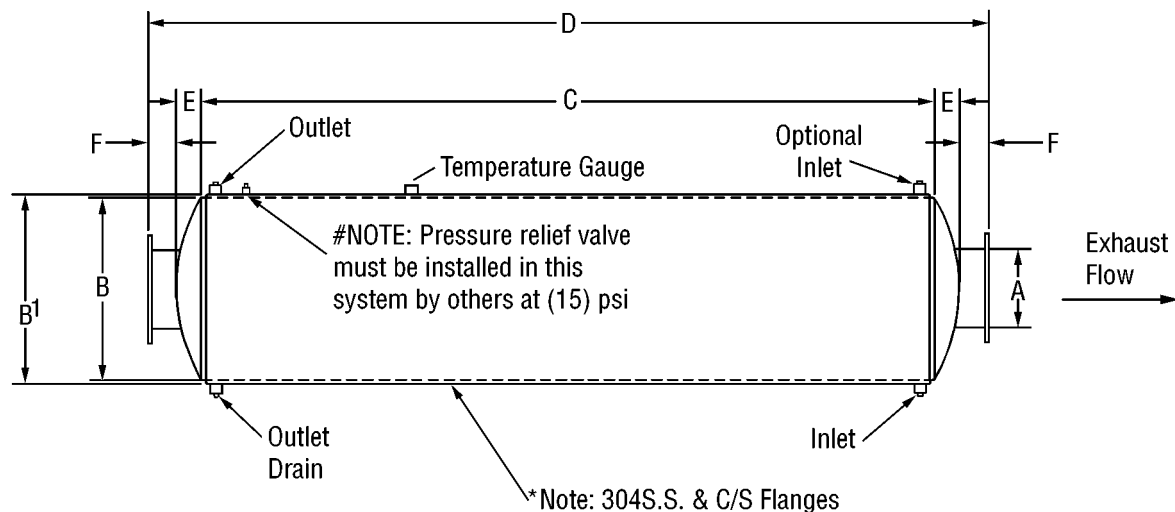 D
E
C
E
F
Outlet
Optional
Inlet
F
Temperature Gauge
#NOTE: Pressure relief valve
must be installed in this
system by others at (15) psi
B¹
B
A
Exhaust
Flow
Outlet
Drain
Inlet
*Note: 304S.S. & C/S Flanges